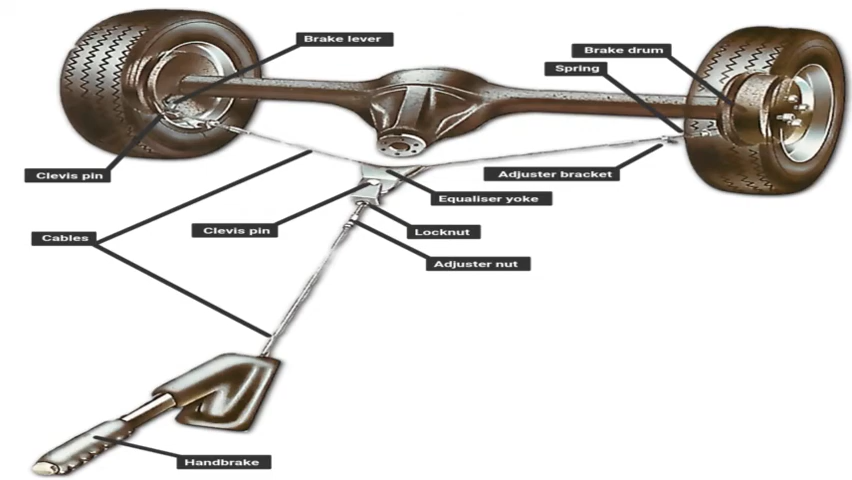 Brake lever
Brake drum
Spring
Clevis pin
Adjuster bracket
Equaliser yoke
Clevis pin
Locknut
Cables
Adjuster nut
Handbrake